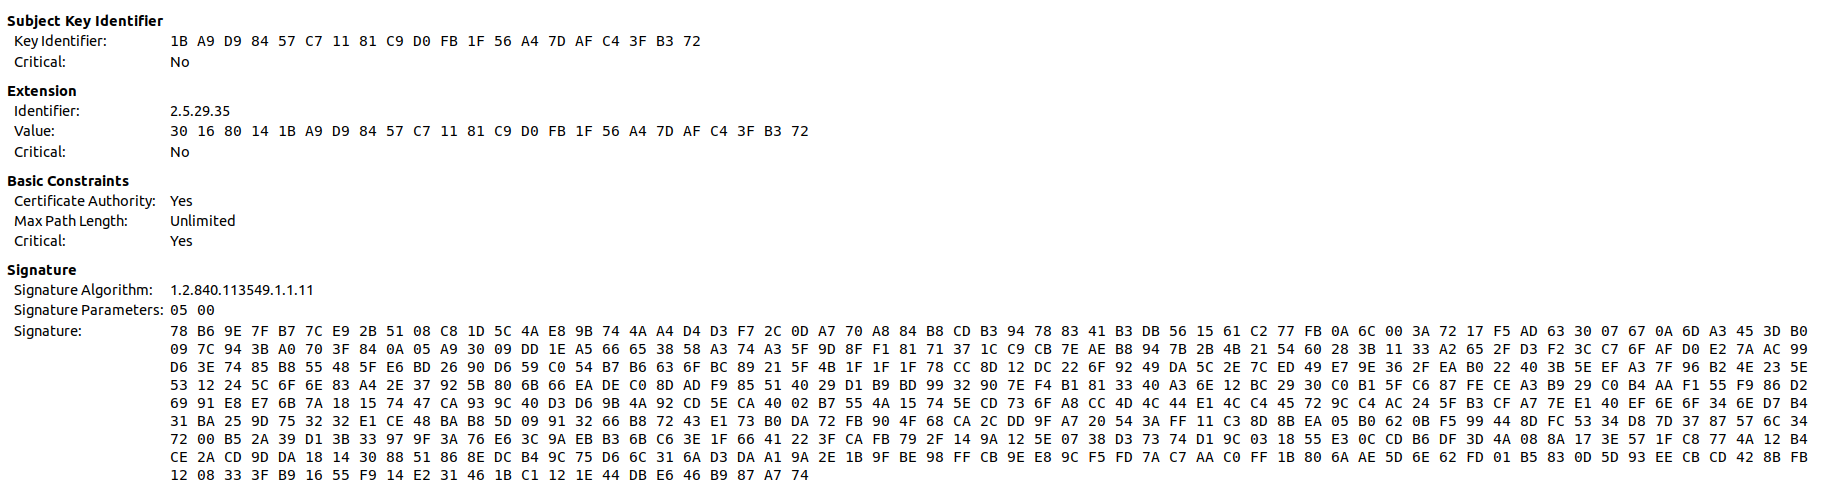 Subject Key Identifier
Key Identifier: 1B A9 D9 84 57 C7 11 81 C9 D0 FB 1F 56 A4 7D AF C4 3F B3 72
Critical: No
Extension
Identifier: 2.5.29.35
Value: 30 16 80 14 1B A9 D9 84 57 C7 11 81 C9 D0 FB 1F 56 A4 7D AF C4 3F B3 72
Critical: No
Basic Constraints
Certificate Authority: Yes
Max Path Length: Unlimited
Critical: Yes
Signature
Signature Algorithm: 1.2.840.113549.1.1.11
Signature Parameters: 05 00
Signature: 78 B6 9E 7F B7 7C E9 2B 51 08 C8 1D 5C 4A E8 9B 74 4A A4 D4 D3 F7 2C 0D A7 70 A8 84 B8 CD B3 94 78 83 41 B3 DB 56 15 61 C2 77 FB 0A 6C 00 3A 72 17 F5 AD 63 30 07 67 0A 6D A3 45 3D B0
09 7C 94 3B A0 70 3F 84 0A 05 A9 30 09 DD 1E A5 66 65 38 58 A3 74 A3 5F 9D 8F F1 81 71 37 1C C9 CB 7E AE B8 94 7B 2B 4B 21 54 60 28 3B 11 33 A2 65 2F D3 F2 3C C7 6F AF D0 E2 7A AC 99
D6 3E 74 85 B8 55 48 5F E6 BD 26 90 D6 59 C0 54 B7 B6 63 6F BC 89 21 5F 4B 1F 1F 1F 78 CC 8D 12 DC 22 6F 92 49 DA 5C 2E 7C ED 49 E7 9E 36 2F EA B0 22 40 3B 5E EF A3 7F 96 B2 4E 23 5E
53 12 24 5C 6F 6E 83 A4 2E 37 92 5B 80 6B 66 EA DE C0 8D AD F9 85 51 40 29 D1 B9 BD 99 32 90 7E F4 B1 81 33 40 A3 6E 12 BC 29 30 C0 B1 5F C6 87 FE CE A3 B9 29 C0 B4 AA F1 55 F9 86 D2
69 91 E8 E7 6B 7A 18 15 74 47 CA 93 9C 40 D3 D6 9B 4A 92 CD 5E CA 40 02 B7 55 4A 15 74 5E CD 73 6F A8 CC 4D 4C 44 E1 4C C4 45 72 9C C4 AC 24 5F B3 CF A7 7E E1 40 EF 6E 6F 34 6E D7 B4
31 BA 25 9D 75 32 32 E1 CE 48 BA B8 5D 09 91 32 66 B8 72 43 E1 73 B0 DA 72 FB 90 4F 68 CA 2C DD 9F A7 20 54 3A FF 11 C3 8D 8B EA 05 B0 62 0B F5 99 44 8D FC 53 34 D8 7D 37 87 57 6C 34
72 00 B5 2A 39 D1 3B 33 97 9F 3A 76 E6 3C 9A EB B3 6B C6 3E 1F 66 41 22 3F CA FB 79 2F 14 9A 12 5E 07 38 D3 73 74 D1 9C 03 18 55 E3 0C CD B6 DF 3D 4A 08 8A 17 3E 57 1F C8 77 4A 12 B4
CE 2A CD 9D DA 18 14 30 88 51 86 8E DC B4 9C 75 D6 6C 31 6A D3 DA A1 9A 2E 1B 9F BE 98 FF CB 9E E8 9C F5 FD 7A C7 AA C0 FF 1B 80 6A AE 5D 6E 62 FD 01 B5 83 0D 5D 93 EE CB CD 42 8B FB
12 08 33 3F B9 16 55 F9 14 E2 31 46 1B C1 12 1E 44 DB E6 46 B9 87 A7 74